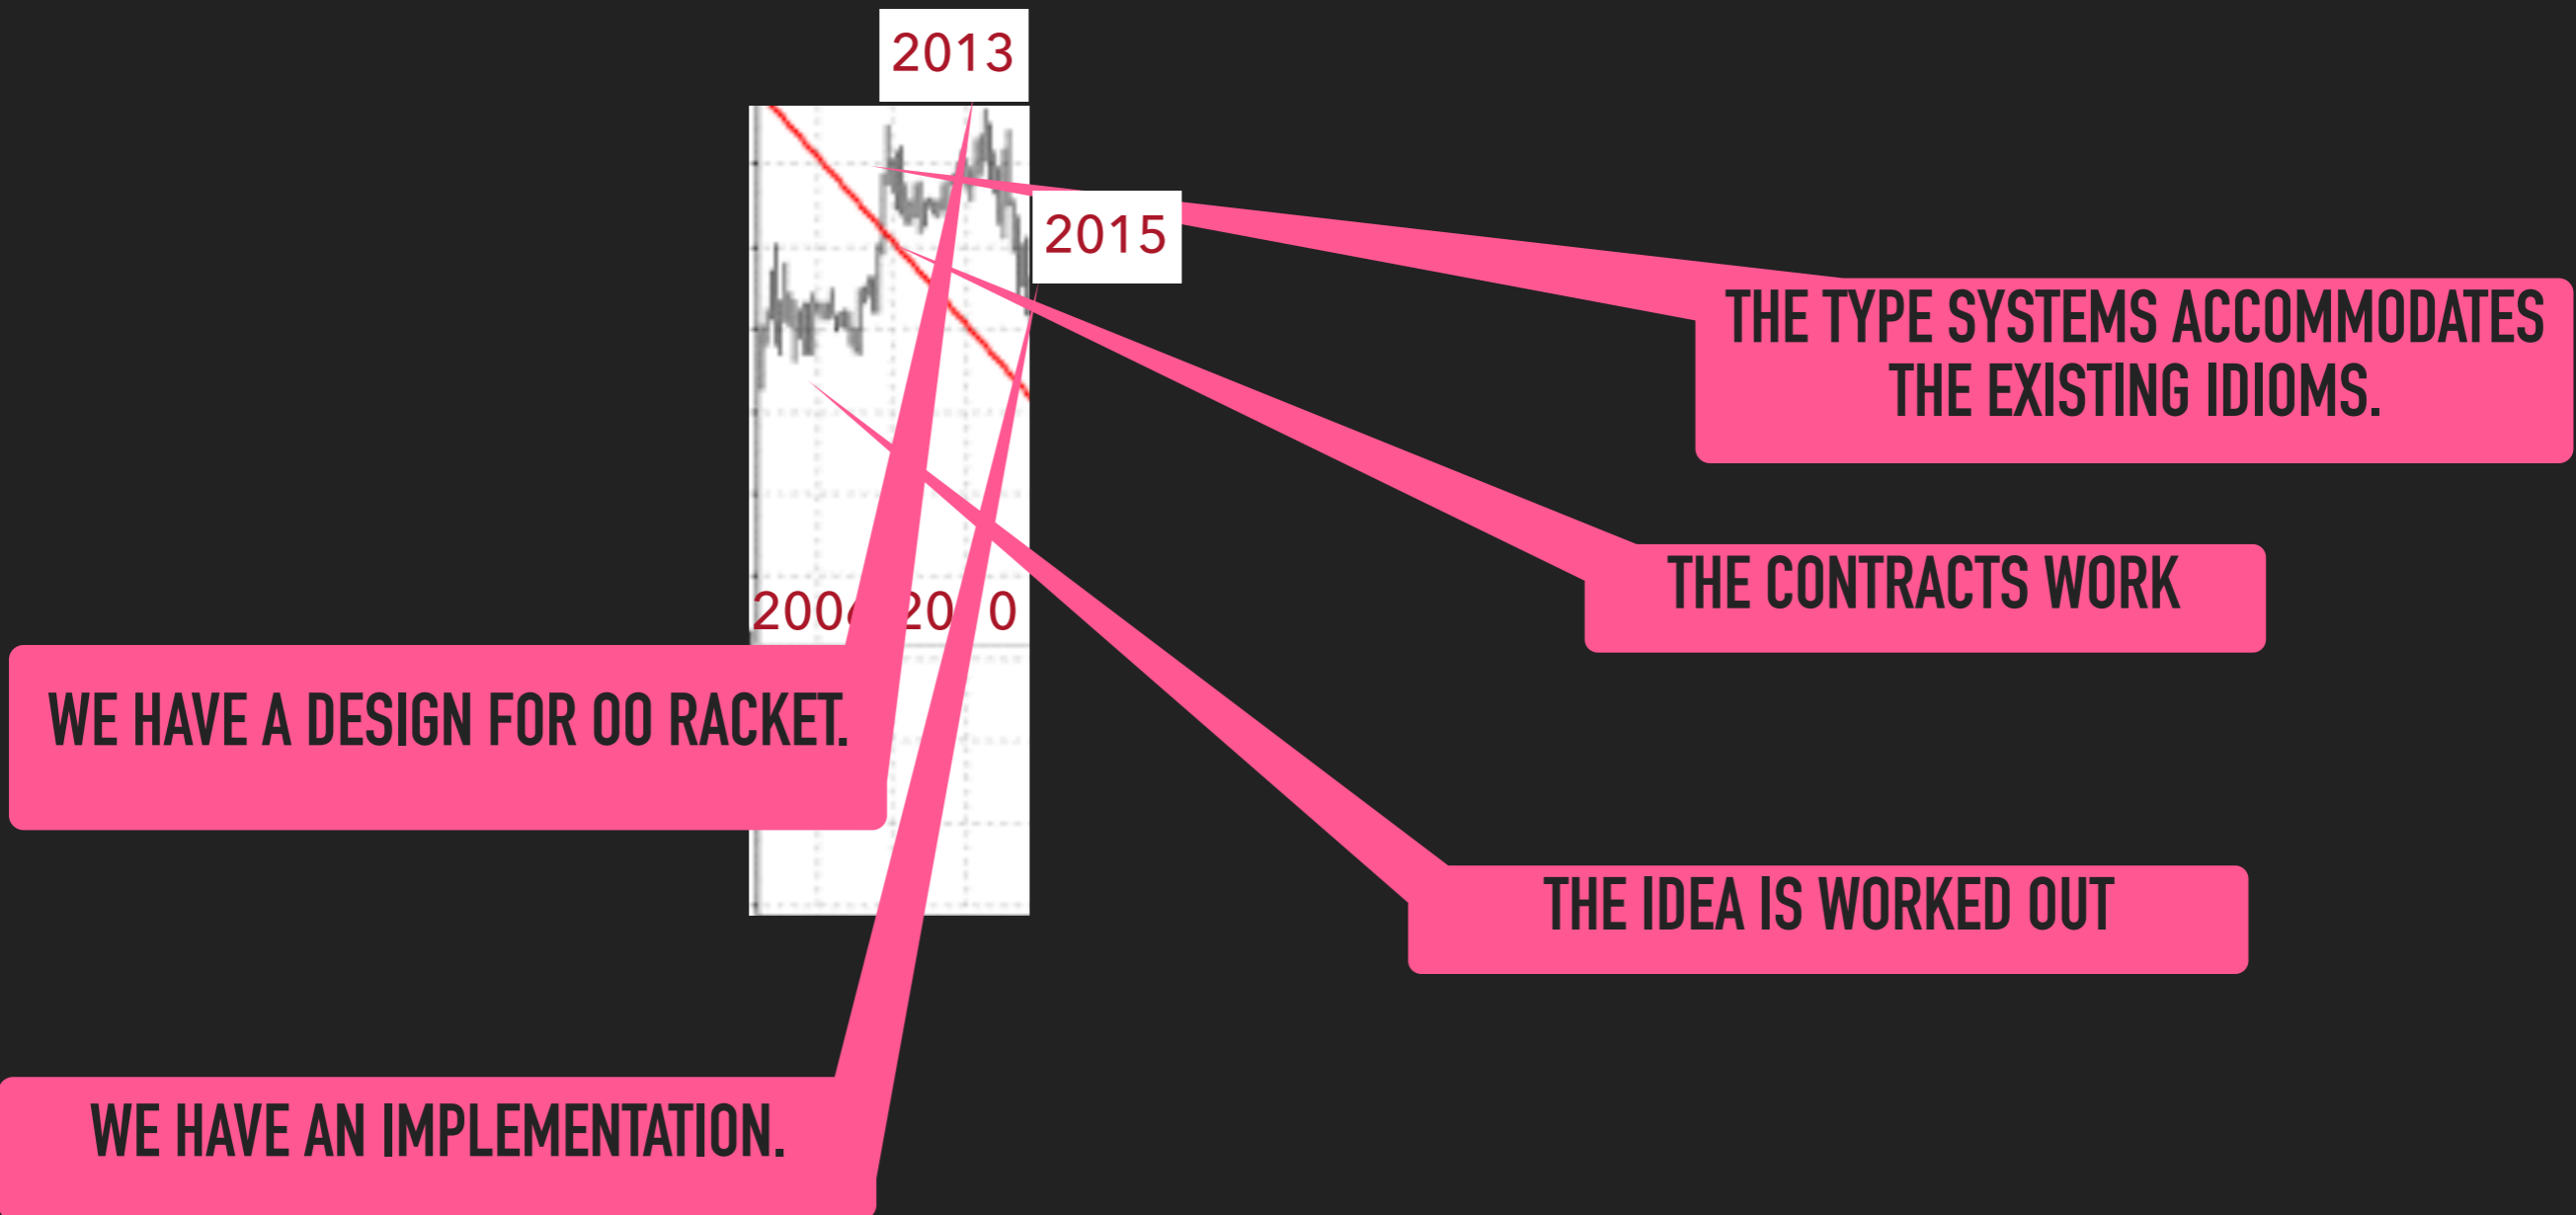 2013
2015
THE TYPE SYSTEMS ACCOMMODATES
THE EXISTING IDIOMS.
THE CONTRACTS WORK
WE HAVE A DESIGN FOR OO RACKET.
THE IDEA IS WORKED OUT
WE HAVE AN IMPLEMENTATION.